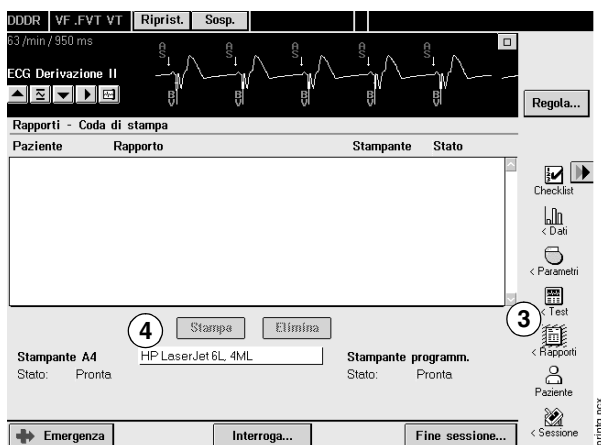 DDDR VF .FVT VT Riprist. Sosp.
63 /min / 950 ms
A S A S A S A S A S
ECG Derivazione II
B V B V B V B V B V
Regola...
Rapporti - Coda di stampa
Paziente Rapporto Stampante Stato
Checklist
< Dati
< Parametri
< Test
3
4 Stampa Elimina
< Rapporti
Stampante A4 HP LaserJet 6L, 4ML Stampante programm.
Stato: Pronta Stato: Pronta
Paziente
< Sessione
Emergenza Interroga... Fine sessione...